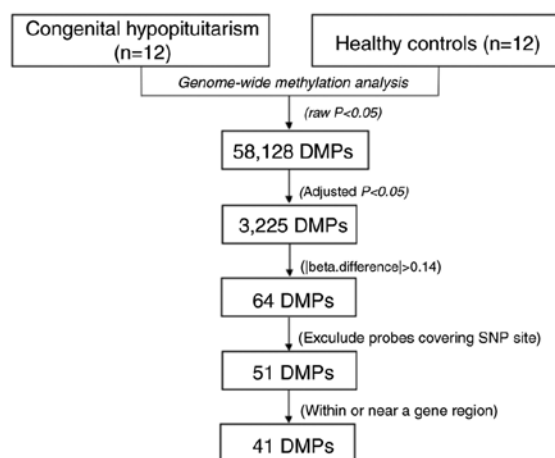 Congenital hypopituitarism
(n=12)
Healthy controls (n=12)
Genome-wide methylation analysis
(raw P<0.05)
58,128 DMPs
(Adjusted P<0.05)
3,225 DMPs
(|beta.difference|>0.14)
64 DMPs
(Exculude probes covering SNP site)
51 DMPs
(Within or near a gene region)
41 DMPs